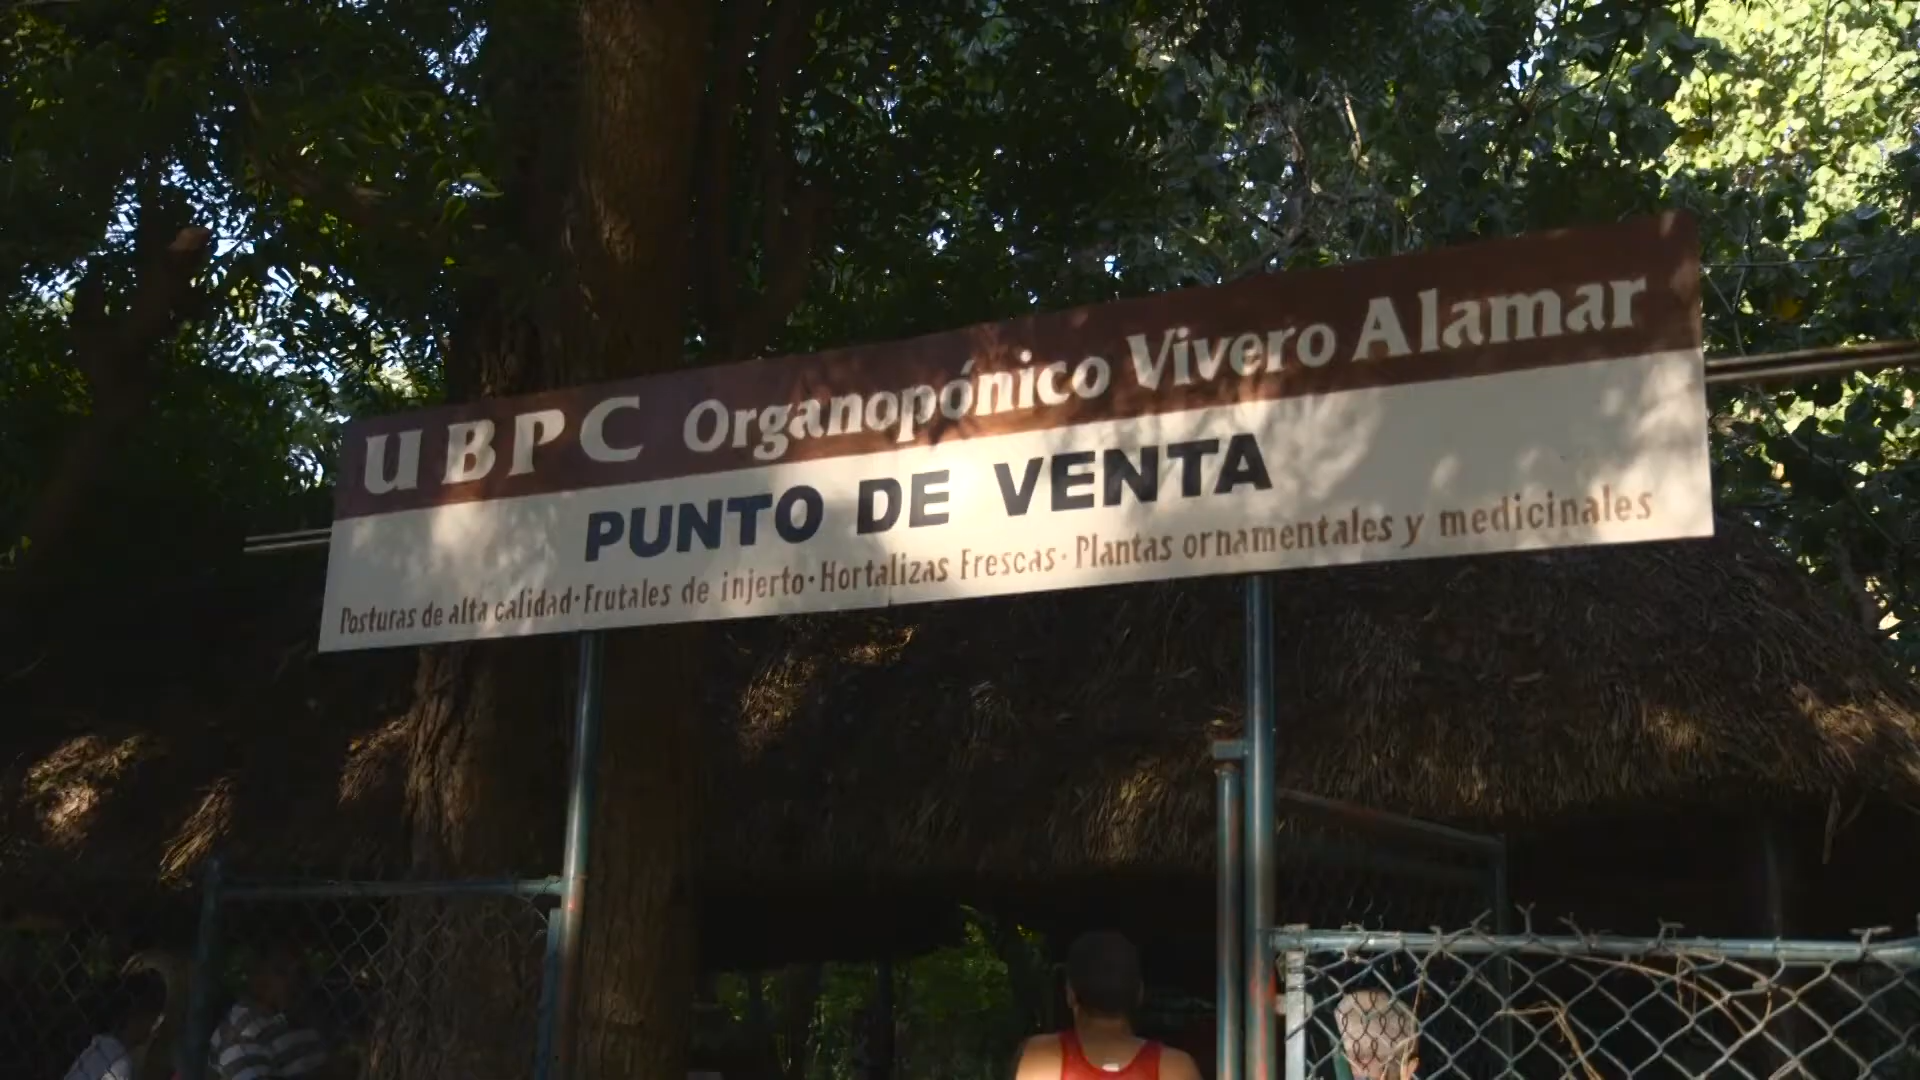 UBPC Organopónico Vivero Alamar
PUNTO DE VENTA
Posturas de alta calidad·Frutales de injerto·Hortalizas Frescas·Plantas ornamentales y medicinales